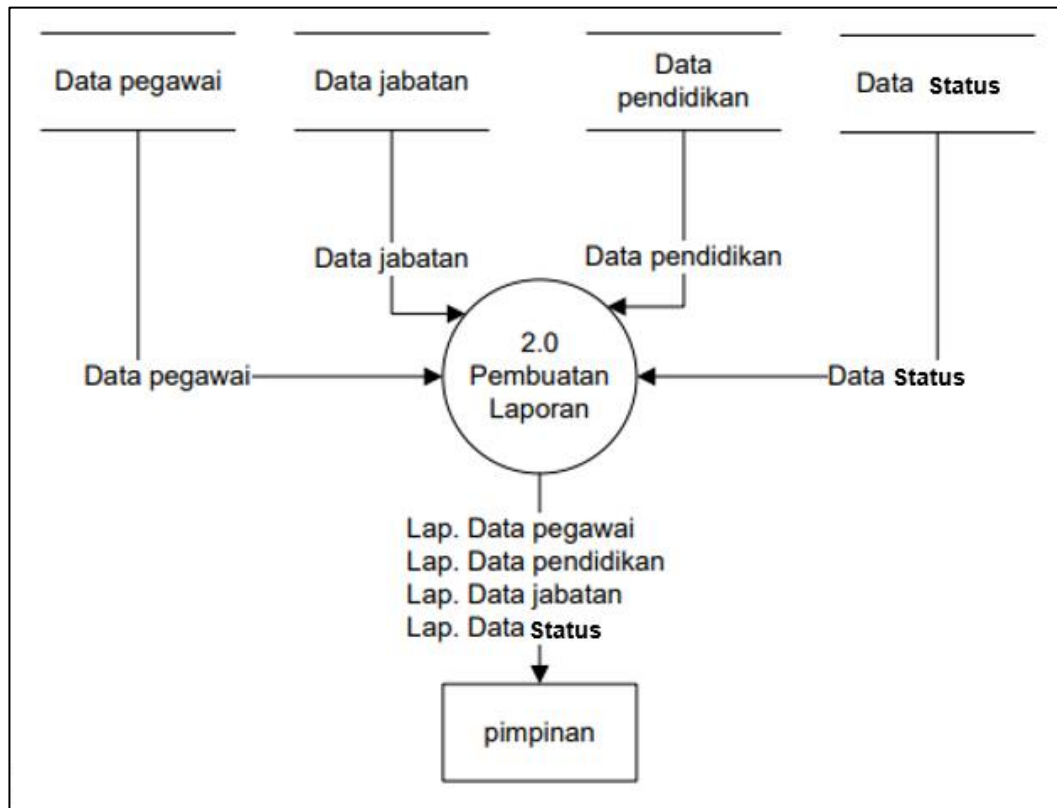 Data pegawai
Data jabatan
Data
pendidikan
Data Status
Data jabatan
Data pendidikan
Data pegawai
2.0
Pembuatan
Laporan
Data Status
Lap. Data pegawai
Lap. Data pendidikan
Lap. Data jabatan
Lap. Data Status
pimpinan